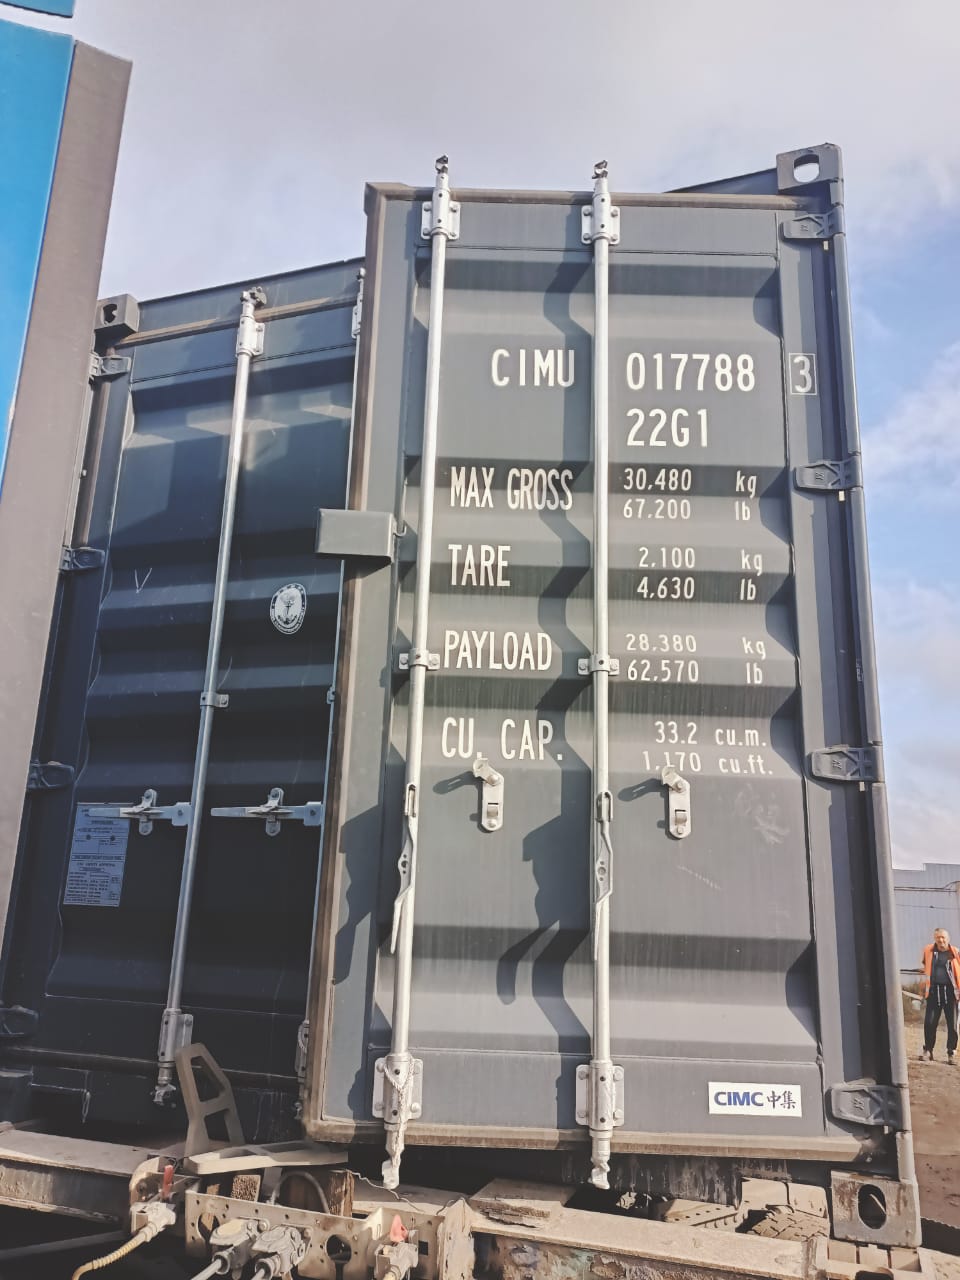 CIMU 017788 3
22G1
MAX GROSS 30,480 kg
67,200 lb
TARE 2,100 kg
4,630 lb
PAYLOAD 28,380 kg
62,570 lb
CU. CAP. 33.2 cu.m.
1,170 cu.ft.
CIMC 中集